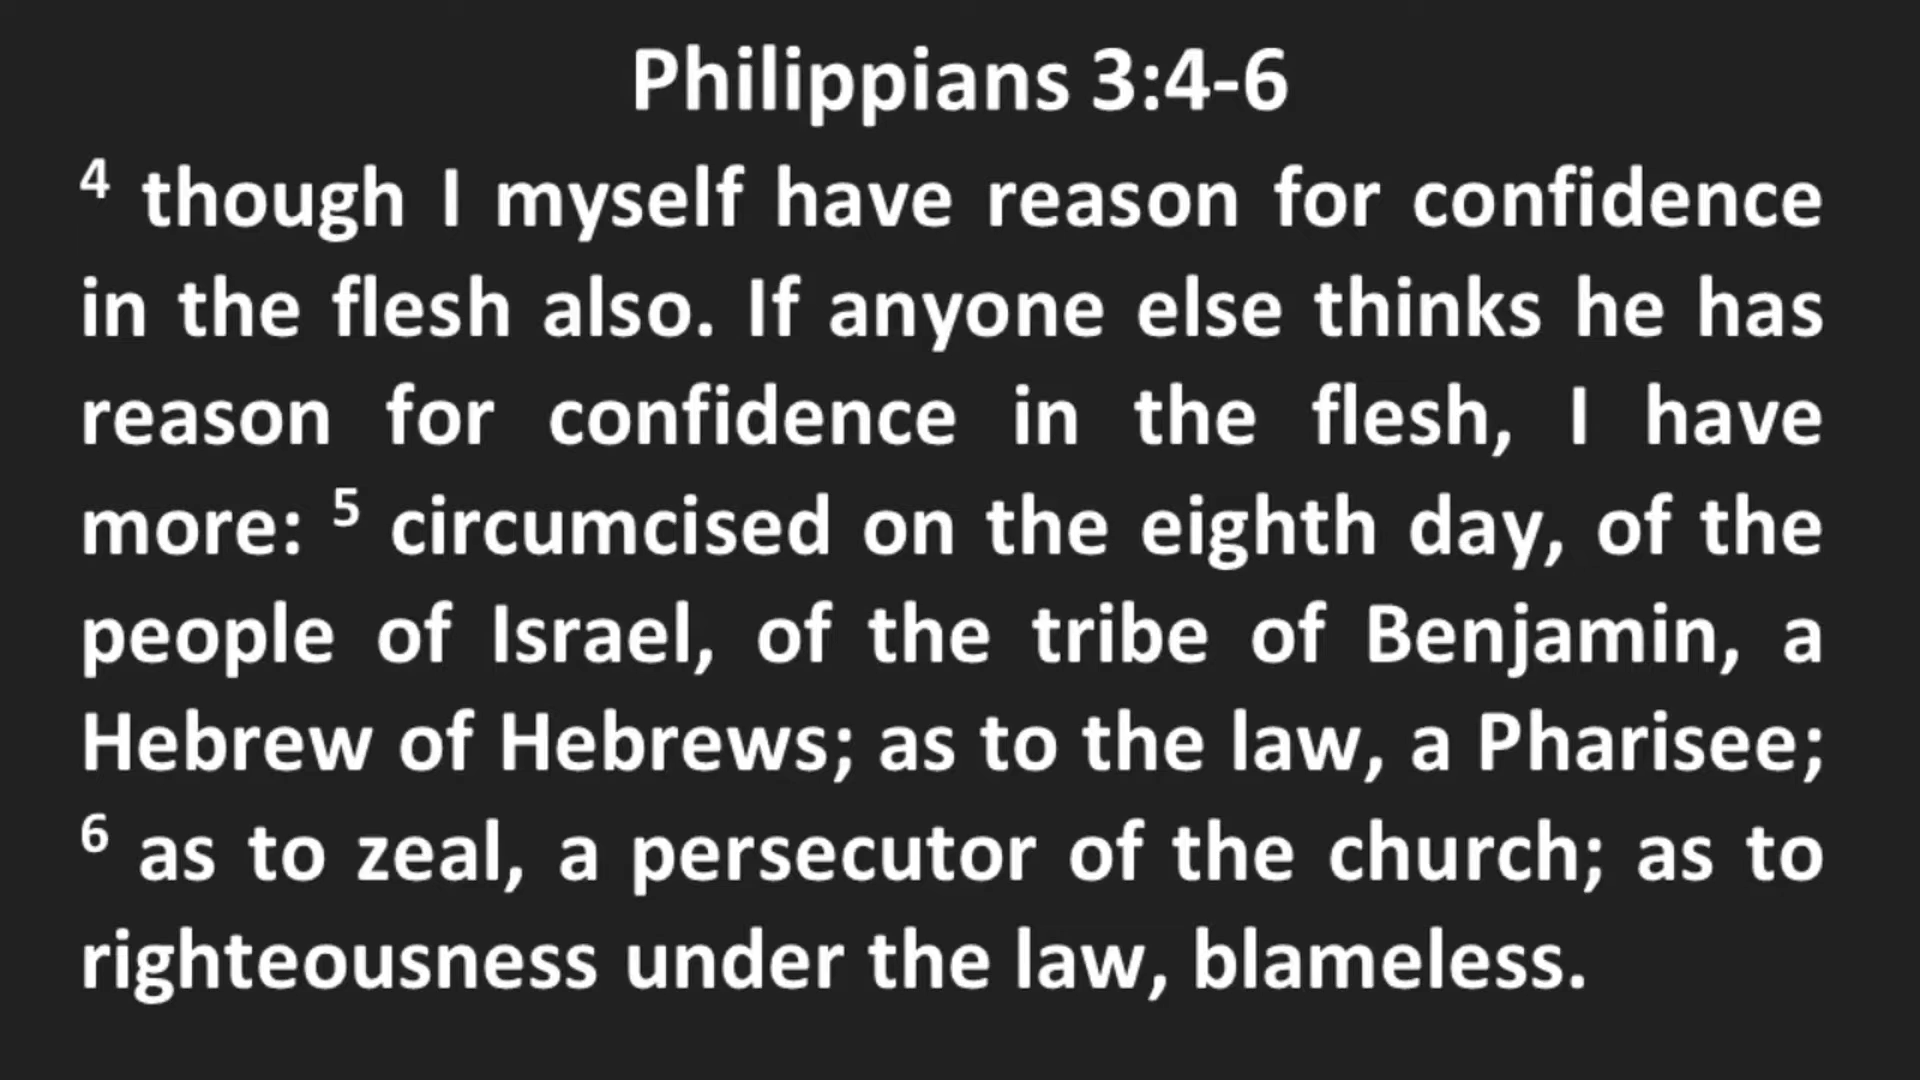 Philippians 3:4-6
4 though I myself have reason for confidence
in the flesh also. If anyone else thinks he has
reason for confidence in the flesh, I have
more: 5 circumcised on the eighth day, of the
people of Israel, of the tribe of Benjamin, a
Hebrew of Hebrews; as to the law, a Pharisee;
6 as to zeal, a persecutor of the church; as to
righteousness under the law, blameless.